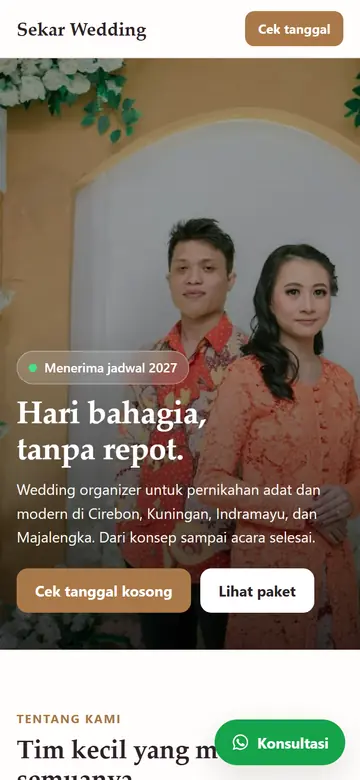 Sekar Wedding
Cek tanggal
Menerima jadwal 2027
Hari bahagia,
tanpa repot.
Wedding organizer untuk pernikahan adat dan
modern di Cirebon, Kuningan, Indramayu, dan
Majalengka. Dari konsep sampai acara selesai.
Cek tanggal kosong
Lihat paket
TENTANG KAMI
Tim kecil yang
Konsultasi
semuanya